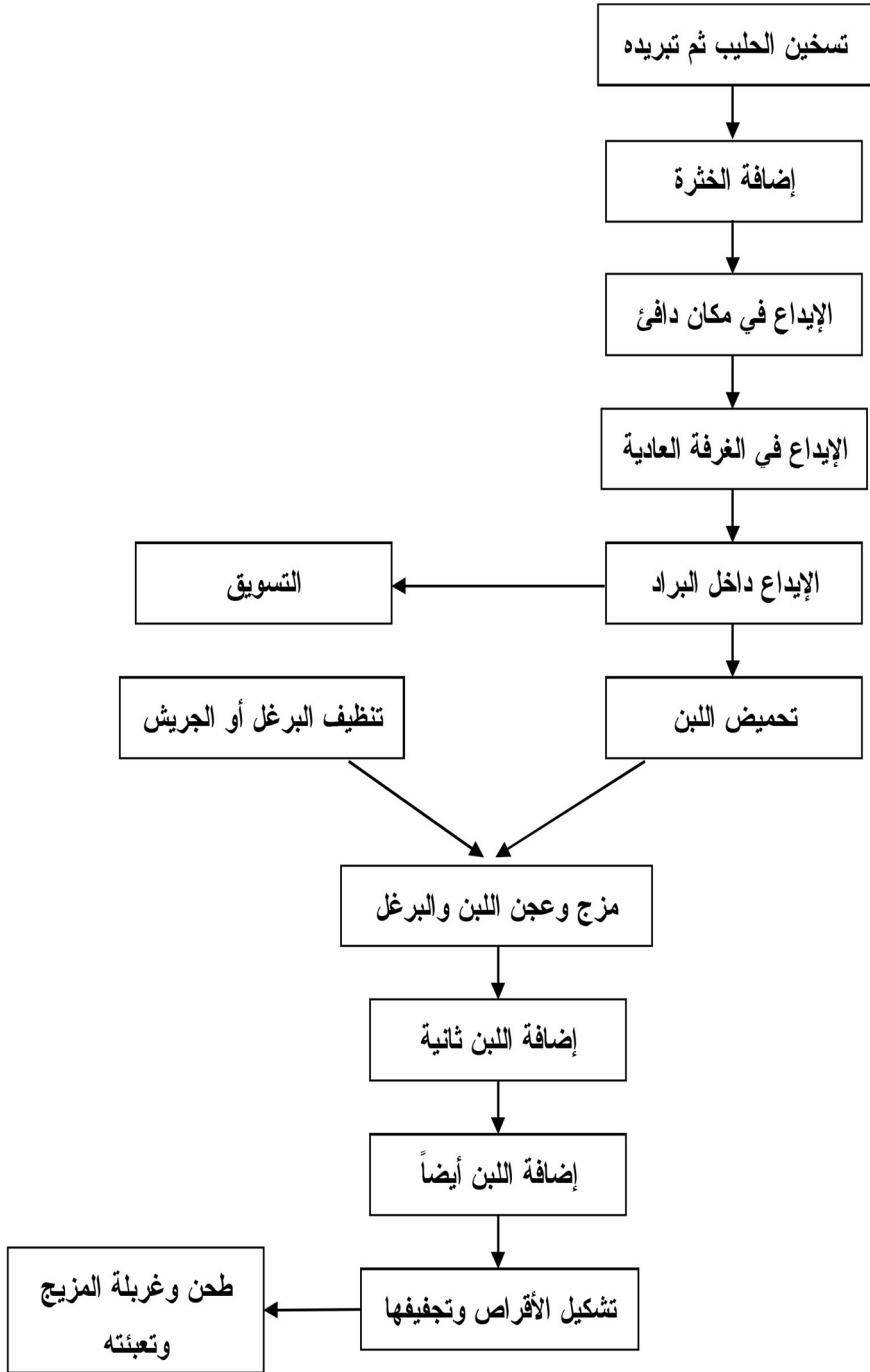 تسخين الحليب ثم تبريده
إضافة الخثرة
الإيداع في مكان دافئ
الإيداع في الغرفة العادية
الإيداع داخل البراد
التسويق
تحميض اللبن
تنظيف البرغل أو الجريش
مزج وعجن اللبن والبرغل
إضافة اللبن ثانية
إضافة اللبن أيضاً
تشكيل الأقراص وتجفيفها
طحن وغربلة المزيج
وتعبئته